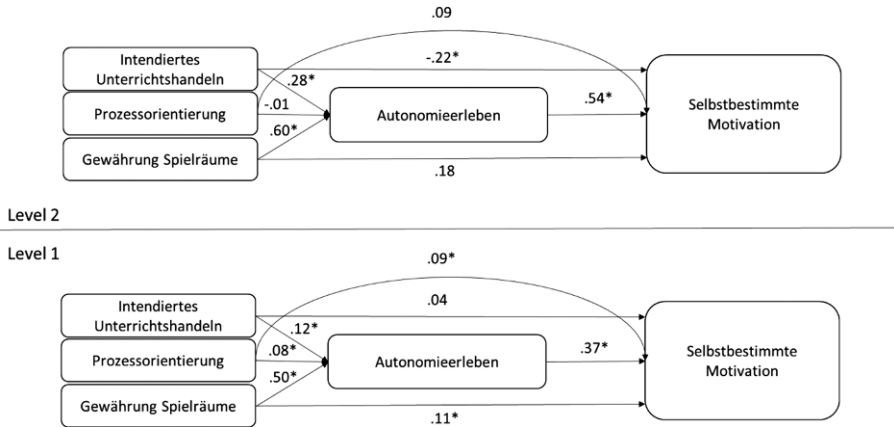 .09
Intendiertes
Unterrichtshandeln
-.22*
.28*
Prozessorientierung
-.01
Autonomieerleben
.54*
Selbstbestimmte
Motivation
.60*
Gewährung Spielräume
.18
Level 2
Level 1
.09*
Intendiertes
Unterrichtshandeln
.04
.12*
Prozessorientierung
.08*
Autonomieerleben
.37*
Selbstbestimmte
Motivation
.50*
Gewährung Spielräume
.11*